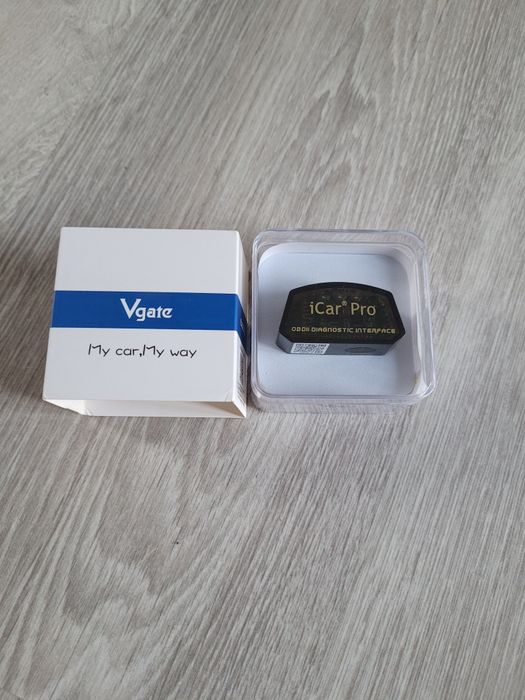 Vgate
My car,My way
iCar® Pro
OBDII DIAGNOSTIC INTERFACE